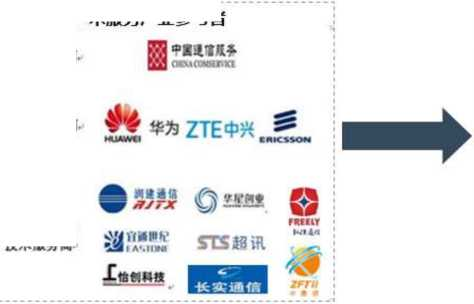 中国通信服务
CHINA COMSERVICE
HUAWEI 华为 ZTE中兴 ERICSSON
润建通信 华星创业 FREELY
RJTX
宜通世纪 STS超讯
EASTONE
怡创科技 长实通信 ZFTII